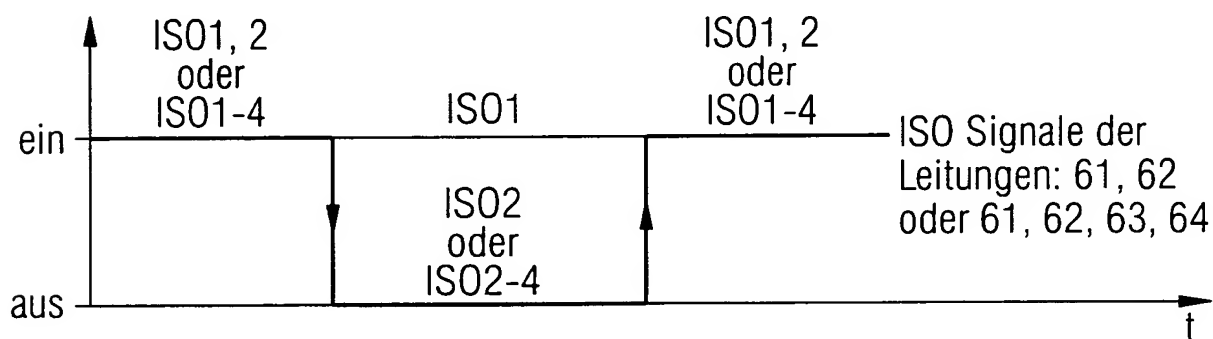 ISO1, 2
oder
ISO1-4
ISO1
ISO1, 2
oder
ISO1-4
ein
ISO Signale der
Leitungen: 61, 62
oder 61, 62, 63, 64
ISO2
oder
ISO2-4
aus
t